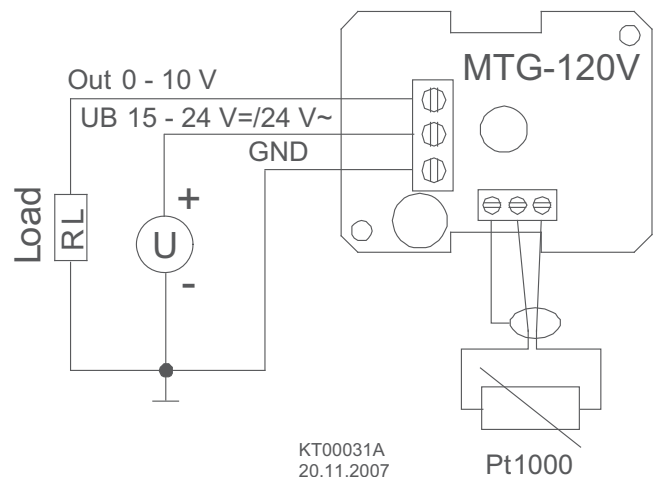 MTG-120V
Out 0 - 10 V
UB 15 - 24 V=/24 V~
GND
Load
RL
+
U
-
KT00031A
20.11.2007
Pt1000